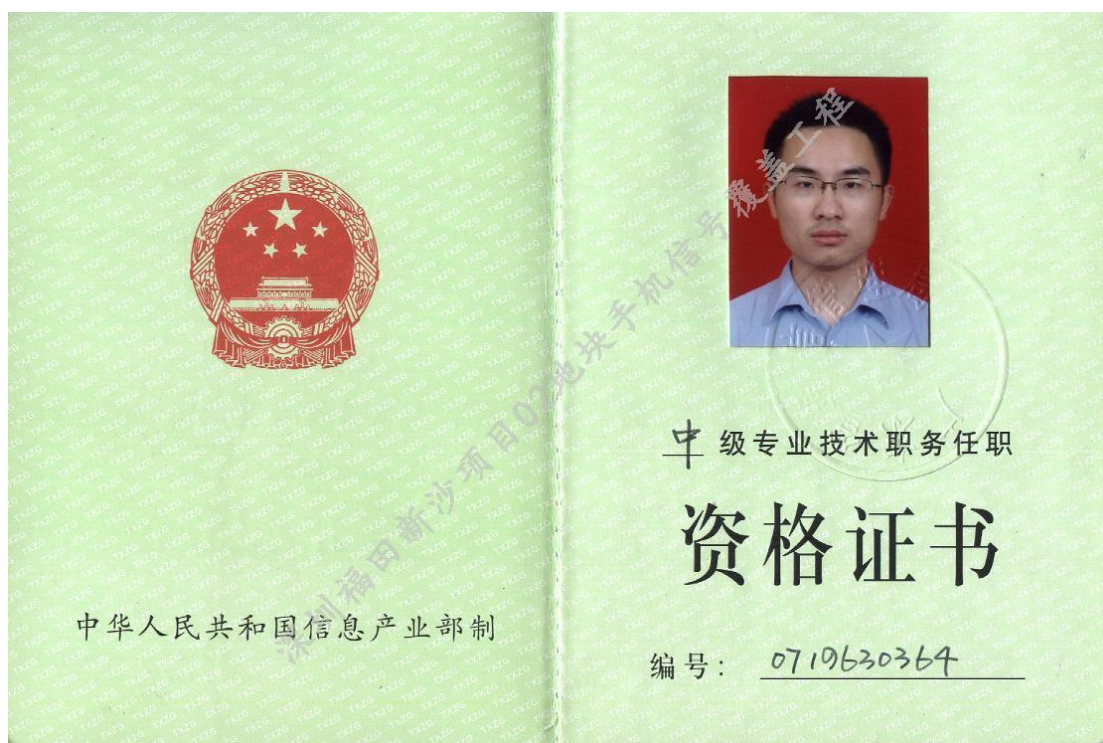 中华人民共和国信息产业部制
中级专业技术职务任职
资格证书
编号: 0719630364
深圳福田新沙项目02地块手机信号覆盖工程